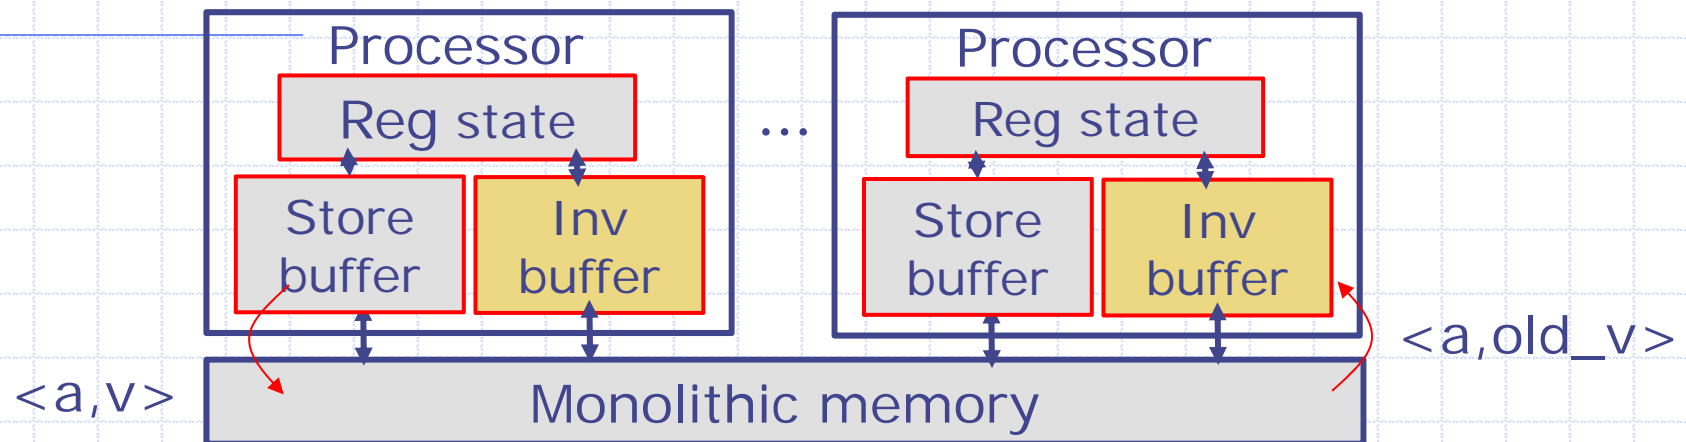 Processor
Reg state
Store
buffer
Inv
buffer
...
Processor
Reg state
Store
buffer
Inv
buffer
<a,v>
<a,old_v>
Monolithic memory